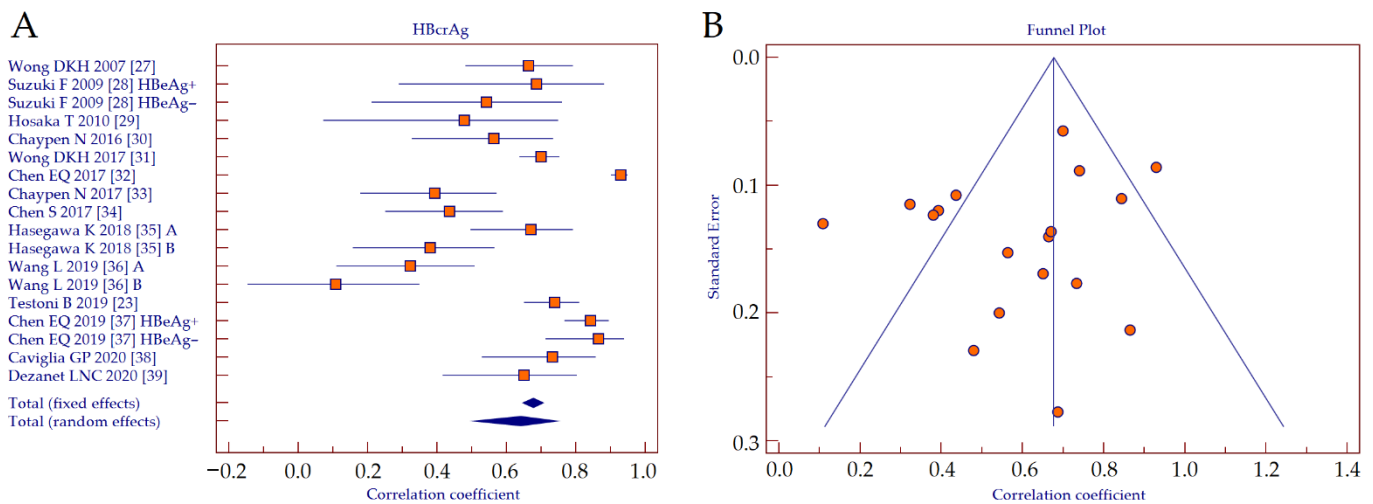 A
HBcrAg
Wong DKH 2007 [27]
Suzuki F 2009 [28] HBeAg+
Suzuki F 2009 [28] HBeAg−
Hosaka T 2010 [29]
Chaypen N 2016 [30]
Wong DKH 2017 [31]
Chen EQ 2017 [32]
Chaypen N 2017 [33]
Chen S 2017 [34]
Hasegawa K 2018 [35] A
Hasegawa K 2018 [35] B
Wang L 2019 [36] A
Wang L 2019 [36] B
Testoni B 2019 [23]
Chen EQ 2019 [37] HBeAg+
Chen EQ 2019 [37] HBeAg−
Caviglia GP 2020 [38]
Dezanet LNC 2020 [39]
Total (fixed effects)
Total (random effects)
−0.2 0.0 0.2 0.4 0.6 0.8 1.0
Correlation coefficient
B
Funnel Plot
Standard Error
0.0
0.1
0.2
0.3
0.0 0.2 0.4 0.6 0.8 1.0 1.2 1.4
Correlation coefficient